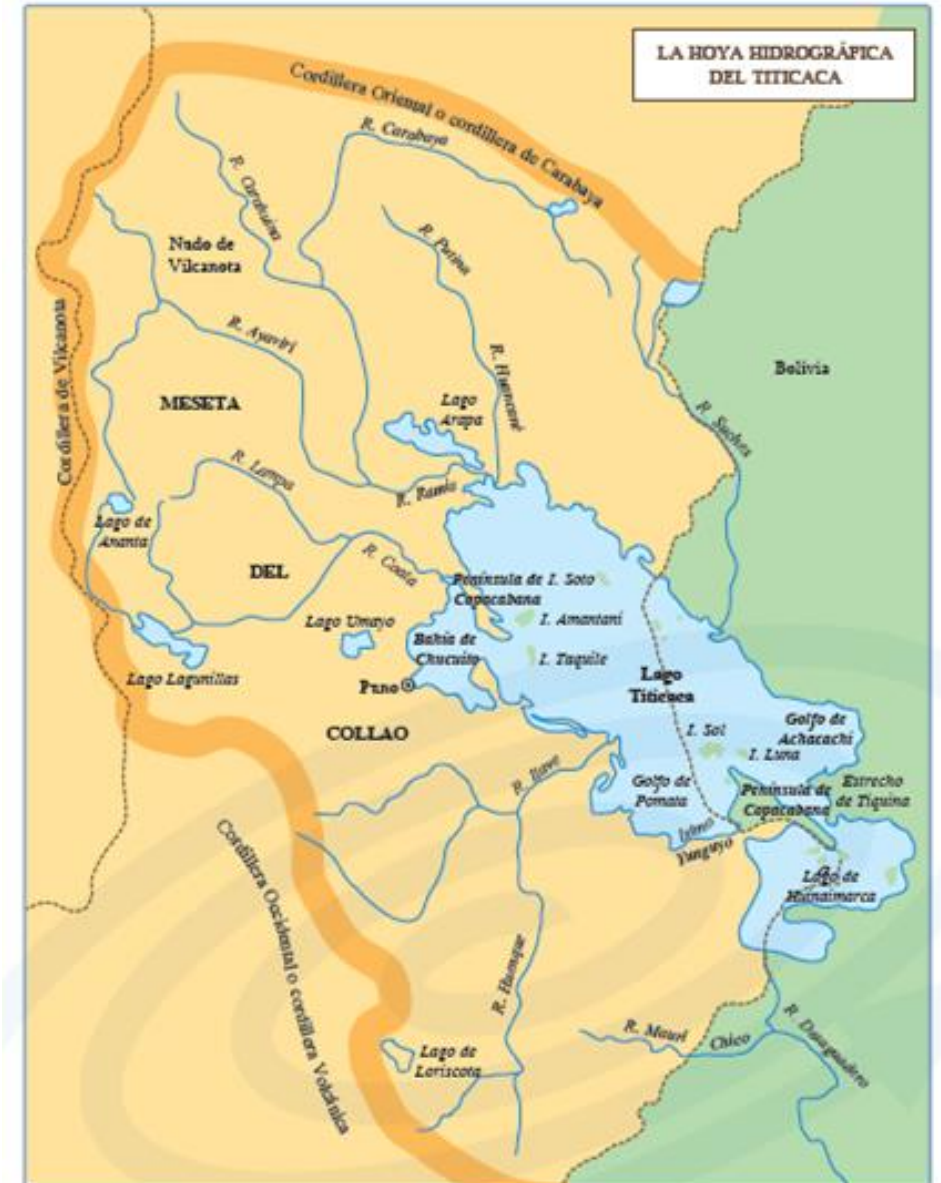 LA HOYA HIDROGRÁFICA
DEL TITICACA
Cordillera Oriental o cordillera de Carabaya
R. Carabaya
R. Putina
Nudo de
Vilcanota
Cordillera de Vilcanota
R. Ayaviri
R. Huancané
Bolivia
MESETA
Lago
Arapa
R. Suches
R. Lampa
R. Ramis
Lago de
Ananta
DEL
R. Coata
Península de
Copacabana
I. Soto
Lago Umayo
I. Amantaní
Bahía de
Chucuito
I. Taquile
Lago Lagunillas
Puno
Lago
Titicaca
COLLAO
I. Sol
Golfo de
Achacachi
I. Luna
R. Ilave
Golfo de
Pomata
Península de
Copacabana
Estrecho
de Tiquina
Istmo
Yunguyo
Lago de
Huinaimarca
Cordillera Occidental o cordillera Volcánica
R. Huenque
R. Mauri
Chico
R. Desaguadero
Lago de
Loriscota